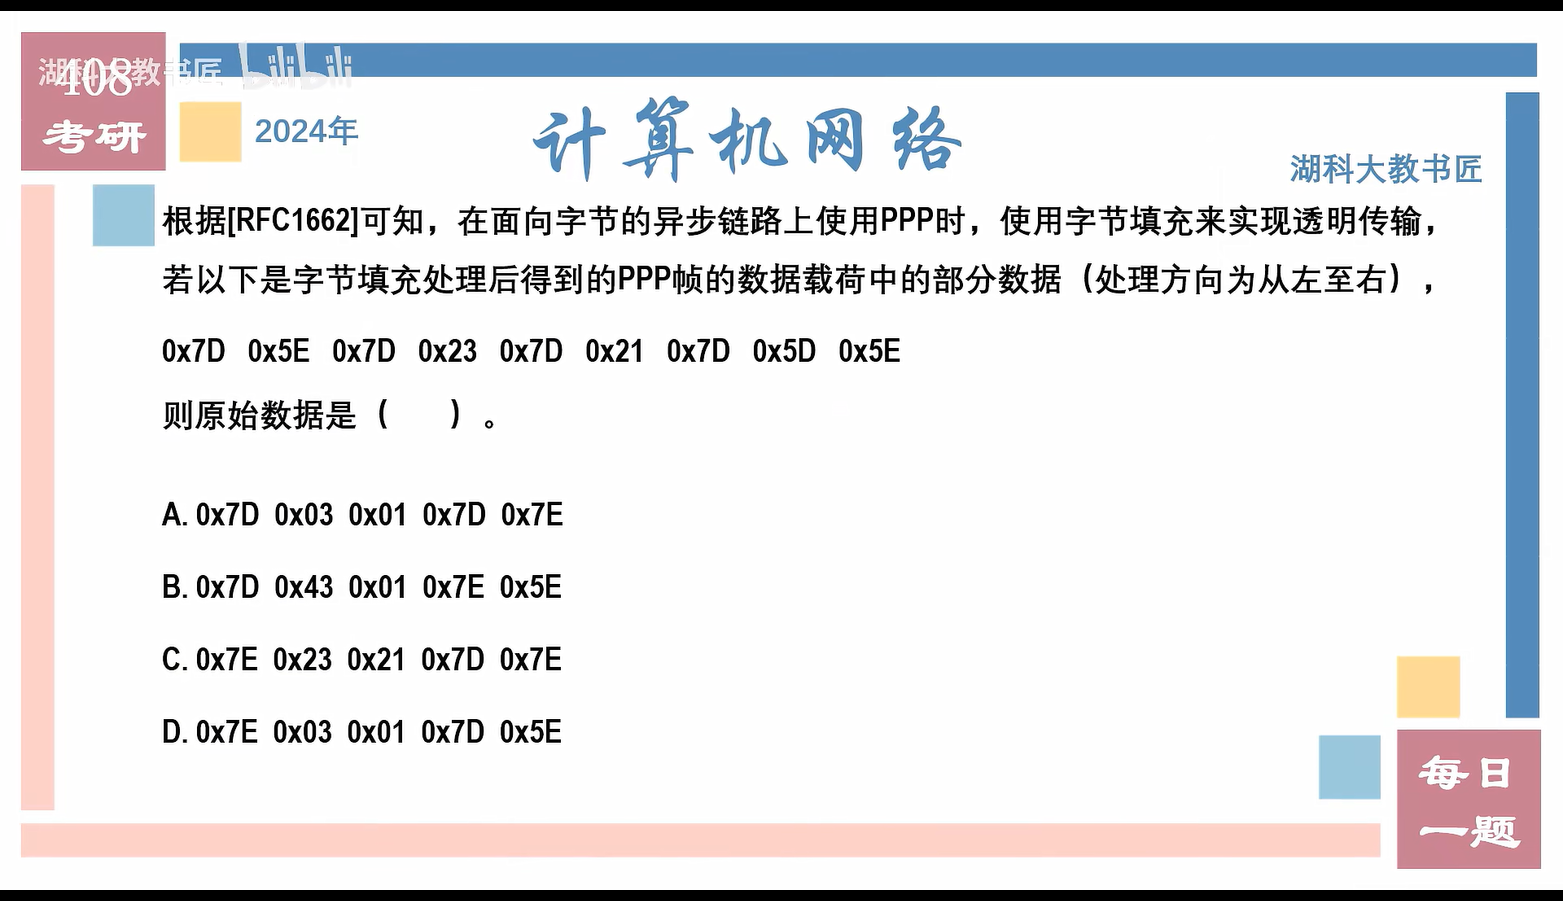 湖科大教书匠 bilibili
408
考研
2024年
计算机网络
湖科大教书匠
根据[RFC1662]可知，在面向字节的异步链路上使用PPP时，使用字节填充来实现透明传输，
若以下是字节填充处理后得到的PPP帧的数据载荷中的部分数据（处理方向为从左至右），
0x7D 0x5E 0x7D 0x23 0x7D 0x21 0x7D 0x5D 0x5E
则原始数据是（ ）。
A. 0x7D 0x03 0x01 0x7D 0x7E
B. 0x7D 0x43 0x01 0x7E 0x5E
C. 0x7E 0x23 0x21 0x7D 0x7E
D. 0x7E 0x03 0x01 0x7D 0x5E
每日
一题